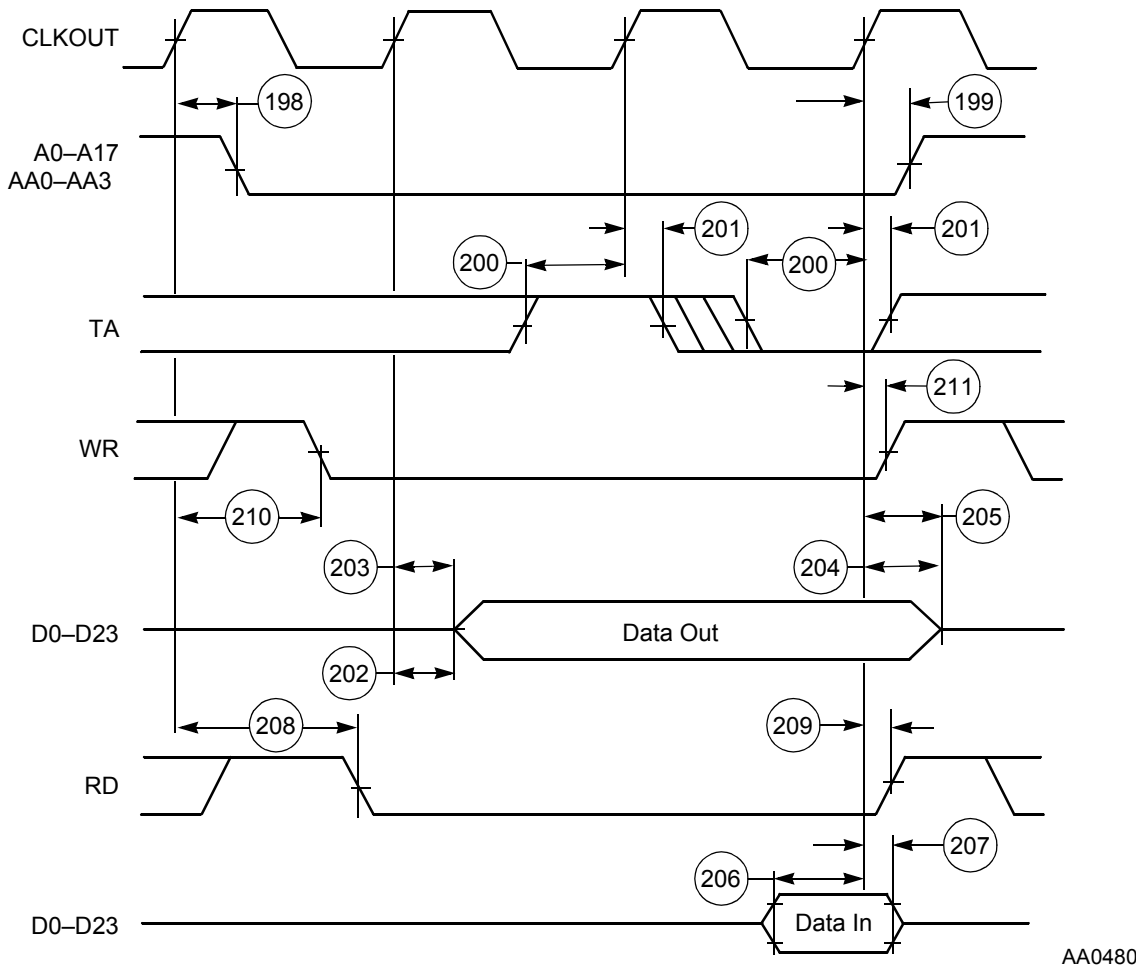 CLKOUT
198
199
A0–A17
AA0–AA3
201
201
200
200
TA
211
WR
210
205
203
204
D0–D23
Data Out
202
208
209
RD
207
206
D0–D23
Data In
AA0480